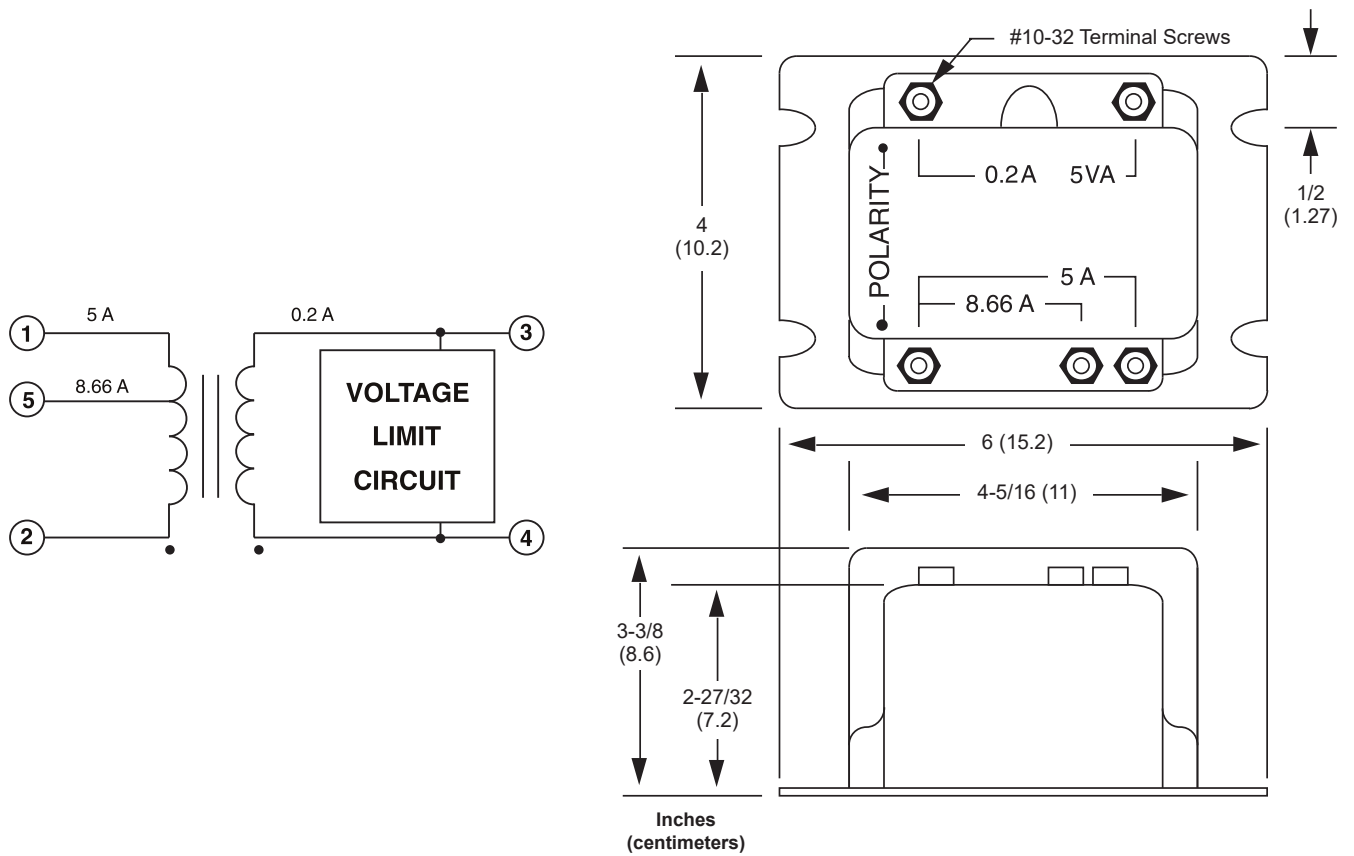 5 A
0.2 A
1
3
5
8.66 A
VOLTAGE
LIMIT
CIRCUIT
2
4
#10-32 Terminal Screws
4
(10.2)
POLARITY
0.2 A 5VA
5 A
8.66 A
1/2
(1.27)
6 (15.2)
4-5/16 (11)
3-3/8
(8.6)
2-27/32
(7.2)
Inches
(centimeters)